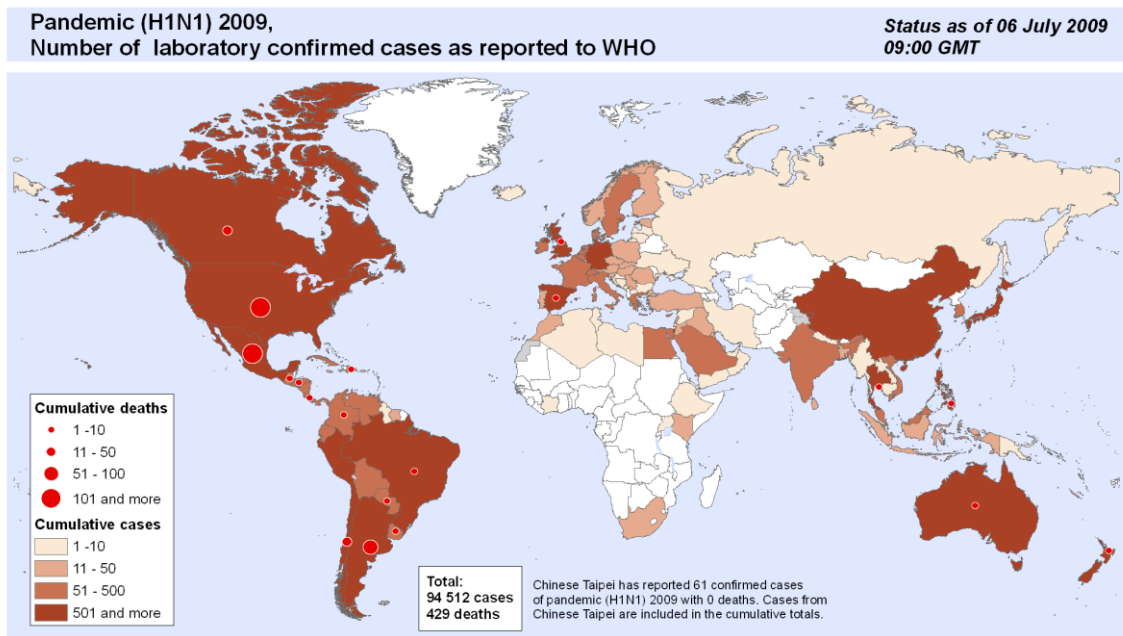 Pandemic (H1N1) 2009,
Number of laboratory confirmed cases as reported to WHO
Status as of 06 July 2009
09:00 GMT
Cumulative deaths
1 -10
11 - 50
51 - 100
101 and more
Cumulative cases
1 -10
11 - 50
51 - 500
501 and more
Total:
94 512 cases
429 deaths
Chinese Taipei has reported 61 confirmed cases
of pandemic (H1N1) 2009 with 0 deaths. Cases from
Chinese Taipei are included in the cumulative totals.